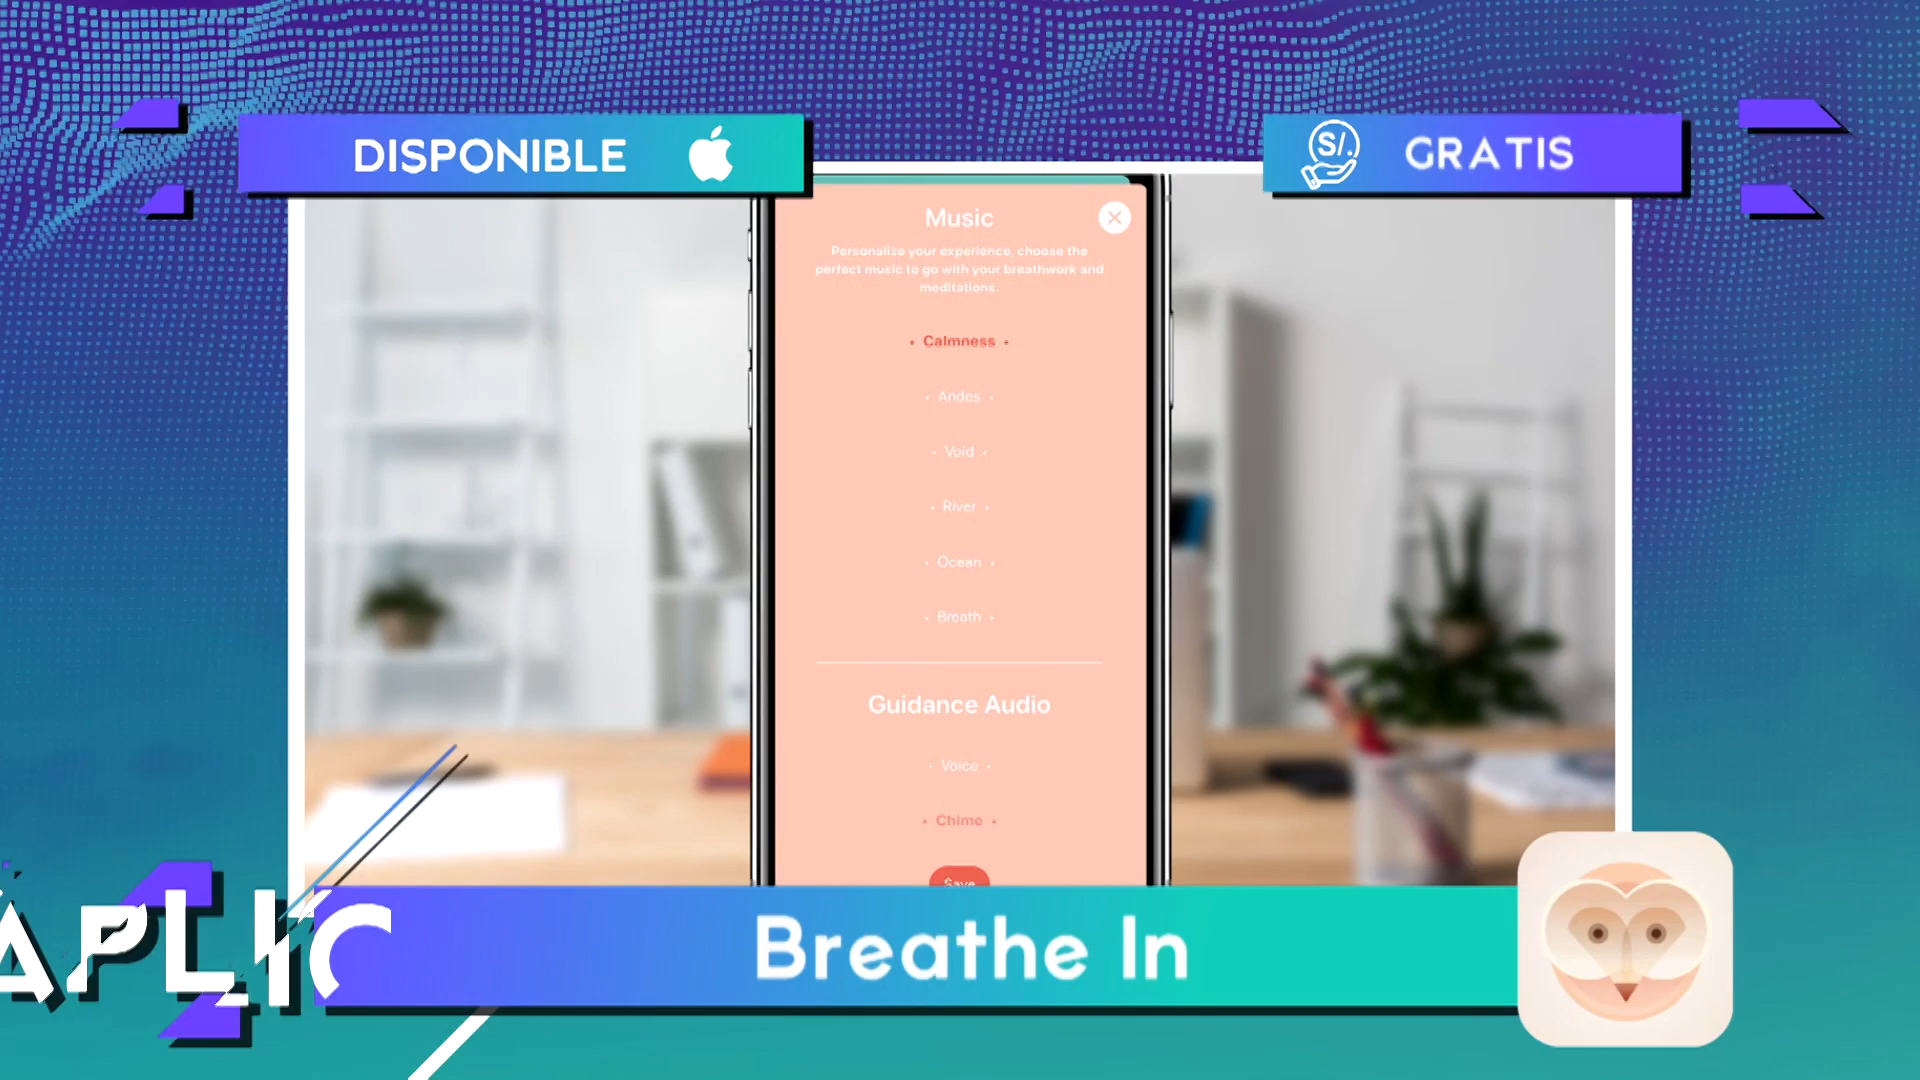 DISPONIBLE
S/. GRATIS
Music
Personalize your experience, choose the
perfect music to go with your breathwork and
meditations.
• Calmness •
• Andes •
• Void •
• River •
• Ocean •
• Breath •
Guidance Audio
• Voice •
• Chime •
Save
APLIC
Breathe In